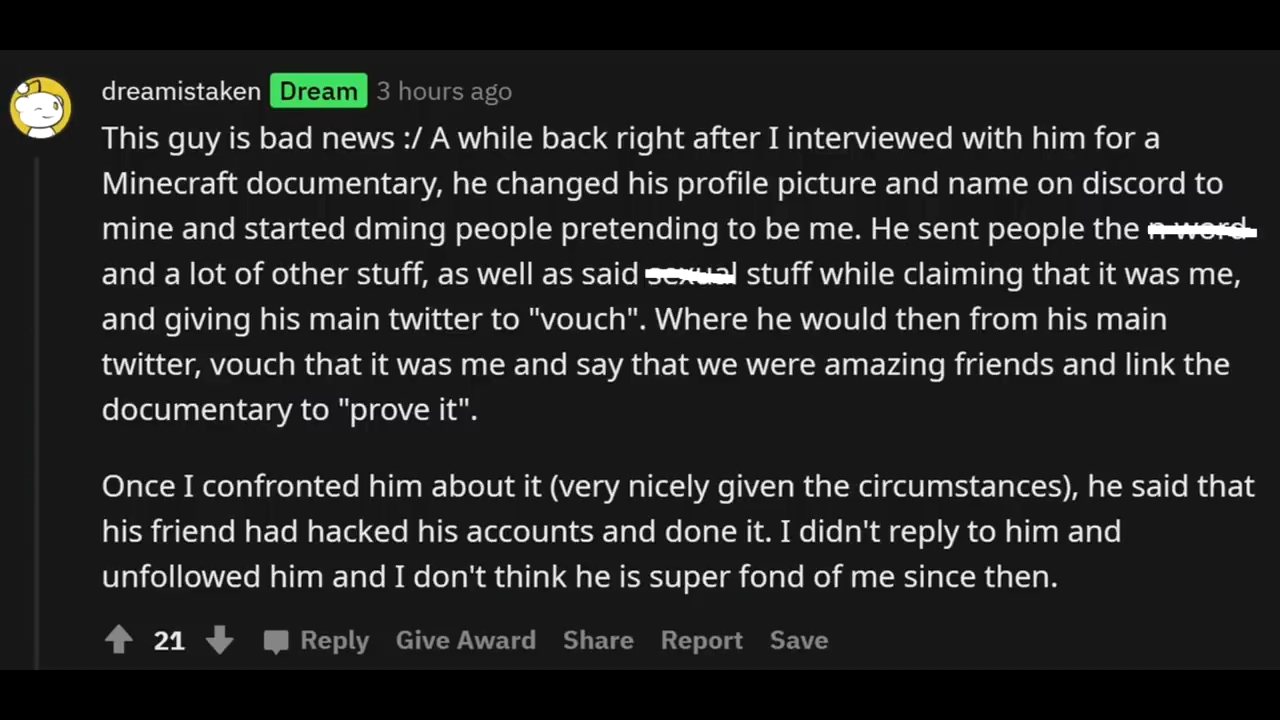 dreamistaken Dream 3 hours ago
This guy is bad news :/ A while back right after I interviewed with him for a
Minecraft documentary, he changed his profile picture and name on discord to
mine and started dming people pretending to be me. He sent people the n-word
and a lot of other stuff, as well as said sexual stuff while claiming that it was me,
and giving his main twitter to "vouch". Where he would then from his main
twitter, vouch that it was me and say that we were amazing friends and link the
documentary to "prove it".
Once I confronted him about it (very nicely given the circumstances), he said that
his friend had hacked his accounts and done it. I didn't reply to him and
unfollowed him and I don't think he is super fond of me since then.
21 Reply Give Award Share Report Save